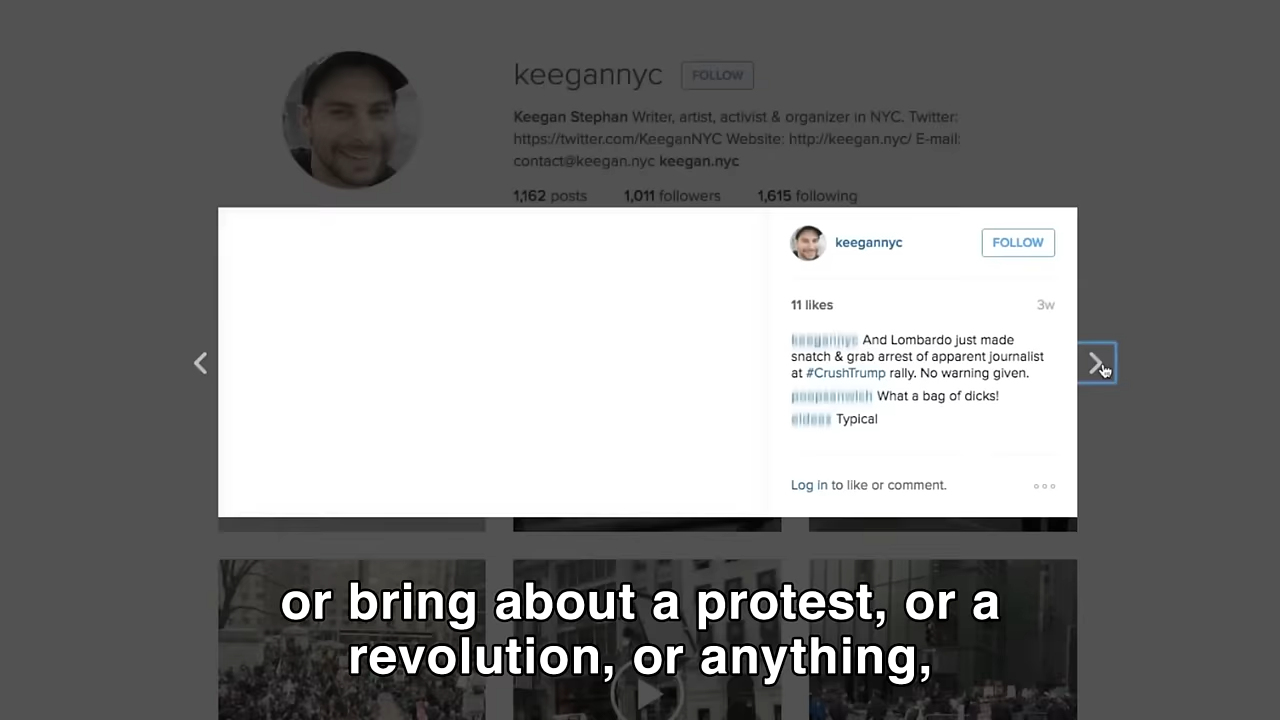 keegannyc FOLLOW
Keegan Stephan Writer, artist, activist & organizer in NYC. Twitter:
https://twitter.com/KeeganNYC Website: http://keegan.nyc/ E-mail:
contact@keegan.nyc keegan.nyc
1,162 posts 1,011 followers 1,615 following
keegannyc FOLLOW
11 likes 3w
And Lombardo just made
snatch & grab arrest of apparent journalist
at #CrushTrump rally. No warning given.
What a bag of dicks!
Typical
Log in to like or comment.
or bring about a protest, or a
revolution, or anything,